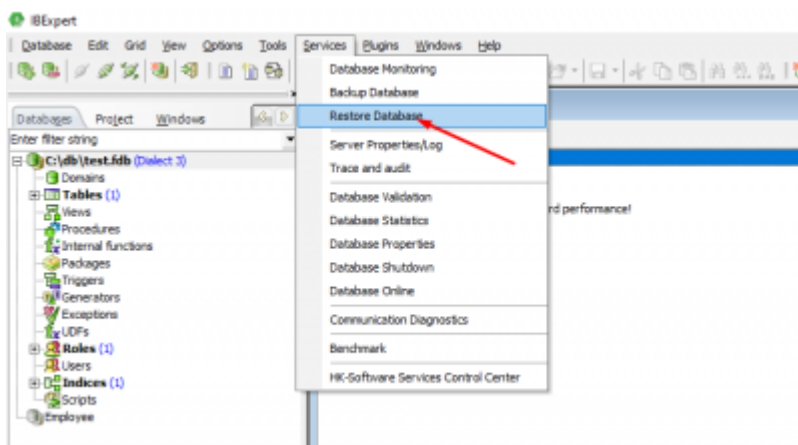 IBExpert
Database Edit Grid View Options Tools Services Plugins Windows Help
Database Monitoring
Backup Database
Restore Database
Server Properties/Log
Trace and audit
Database Validation
Database Statistics
Database Properties
Database Shutdown
Database Online
Communication Diagnostics
Benchmark
HK-Software Services Control Center
Databases Project Windows
Enter filter string
C:\db\test.fdb (Dialect 3)
Domains
Tables (1)
Views
Procedures
Internal functions
Packages
Triggers
Generators
Exceptions
UDFs
Roles (1)
Users
Indices (1)
Scripts
Employee
rd performance!